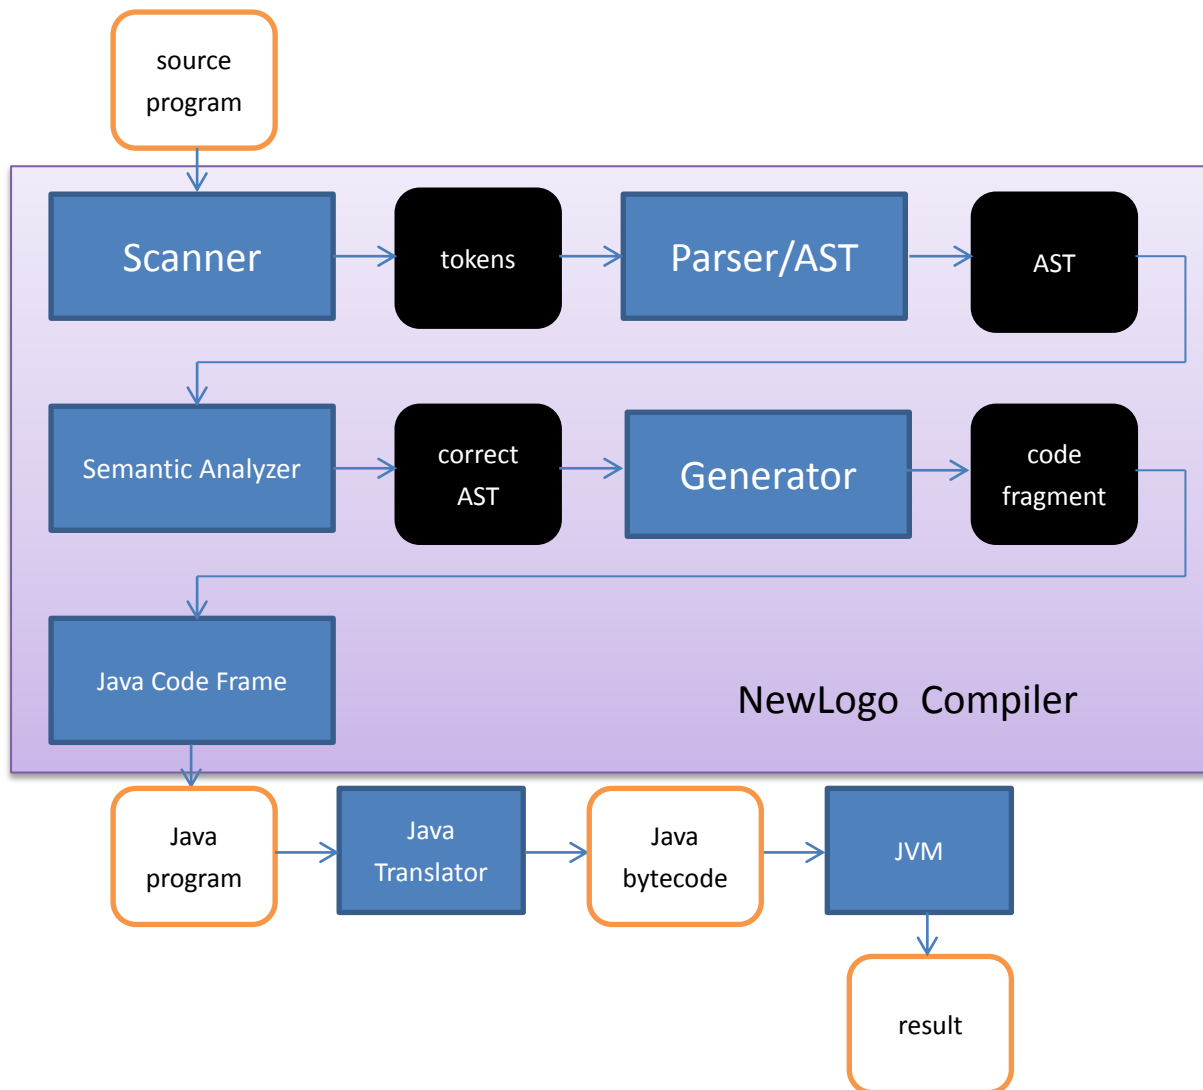 source
program
Scanner
tokens
Parser/AST
AST
Semantic Analyzer
correct
AST
Generator
code
fragment
Java Code Frame
NewLogo Compiler
Java
program
Java
Translator
Java
bytecode
JVM
result